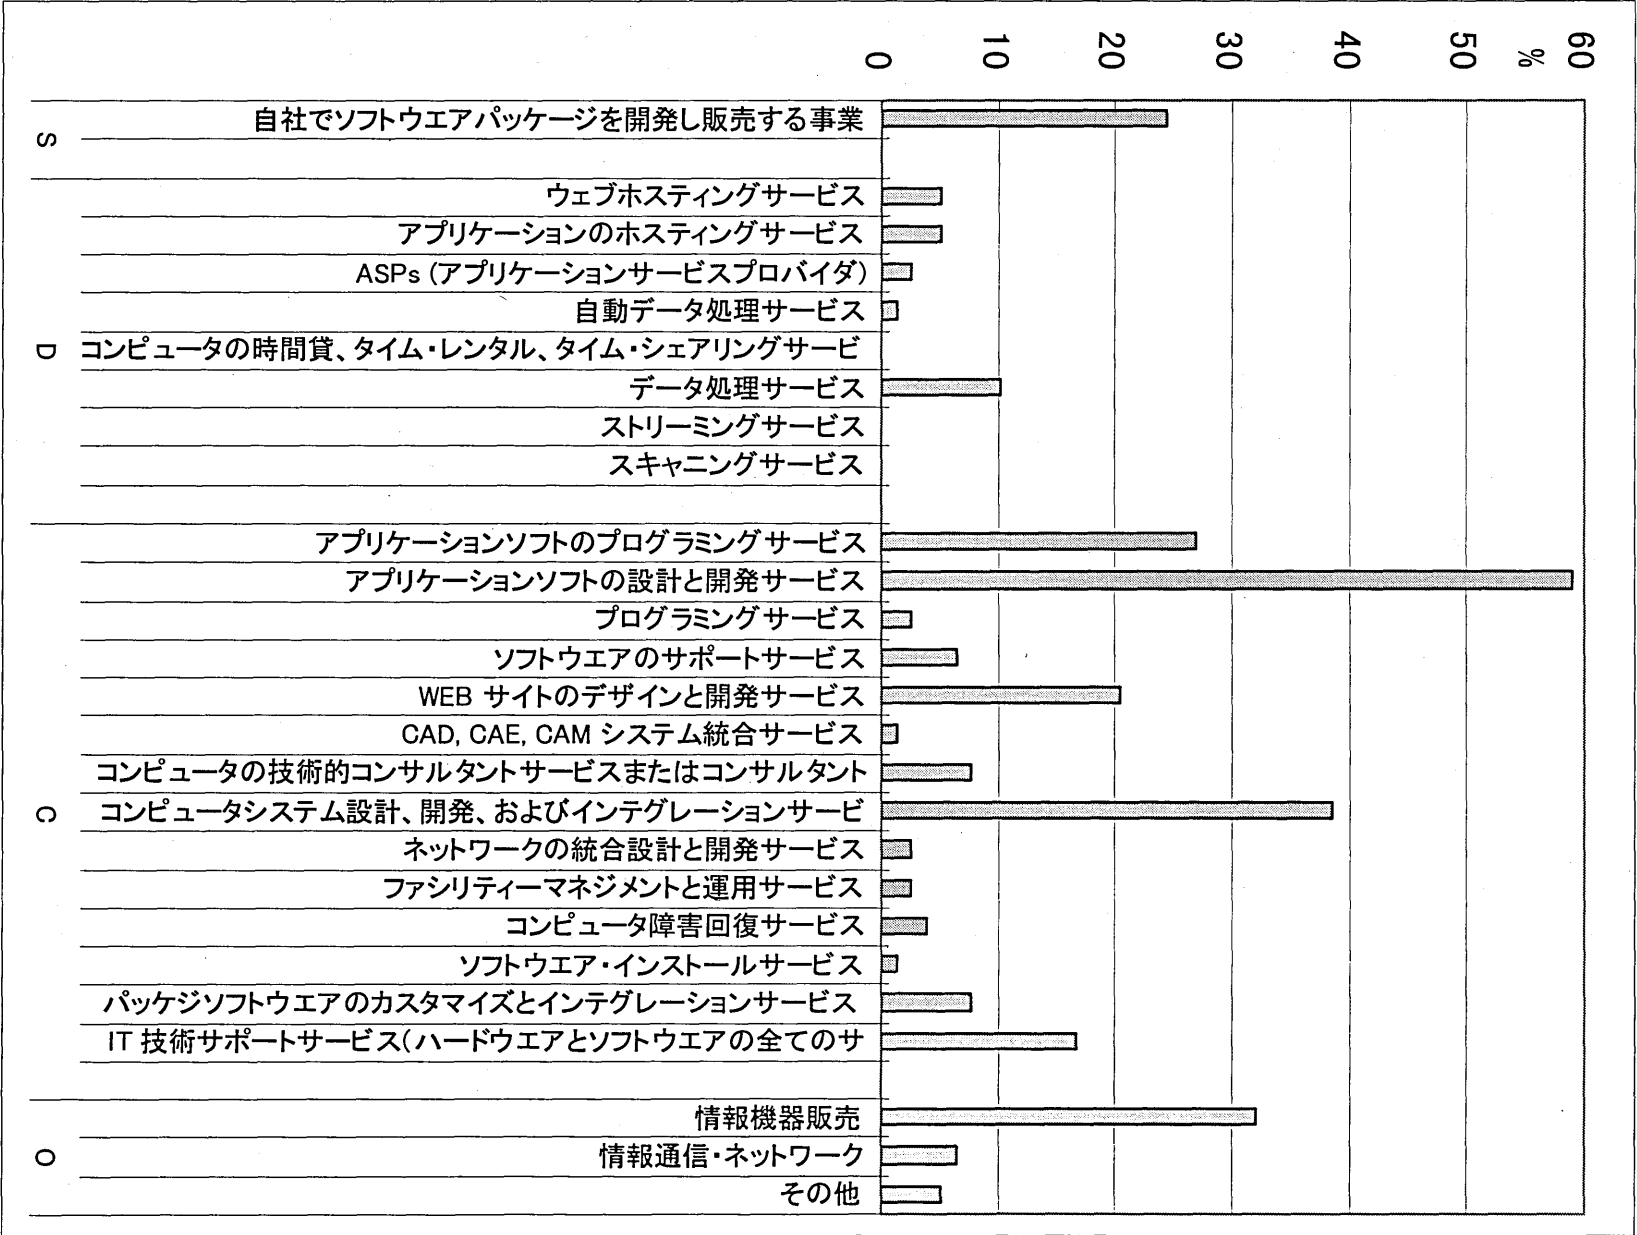 0
10
20
30
40
50
%
60
S
自社でソフトウエアパッケージを開発し販売する事業
D
ウェブホスティングサービス
アプリケーションのホスティングサービス
ASPs (アプリケーションサービスプロバイダ)
自動データ処理サービス
コンピュータの時間貸、タイム・レンタル、タイム・シェアリングサービ
データ処理サービス
ストリーミングサービス
スキャニングサービス
C
アプリケーションソフトのプログラミングサービス
アプリケーションソフトの設計と開発サービス
プログラミングサービス
ソフトウエアのサポートサービス
WEB サイトのデザインと開発サービス
CAD, CAE, CAM システム統合サービス
コンピュータの技術的コンサルタントサービスまたはコンサルタント
コンピュータシステム設計、開発、およびインテグレーションサービ
ネットワークの統合設計と開発サービス
ファシリティーマネジメントと運用サービス
コンピュータ障害回復サービス
ソフトウエア・インストールサービス
パッケジソフトウエアのカスタマイズとインテグレーションサービス
IT 技術サポートサービス(ハードウエアとソフトウエアの全てのサ
O
情報機器販売
情報通信・ネットワーク
その他